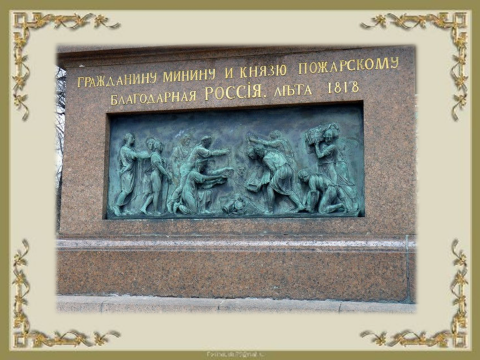 ГРАЖДАНИНУ МИНИНУ И КНЯЗЮ ПОЖАРСКОМУ
БЛАГОДАРНАЯ РОССІЯ. ЛѢТА 1818.